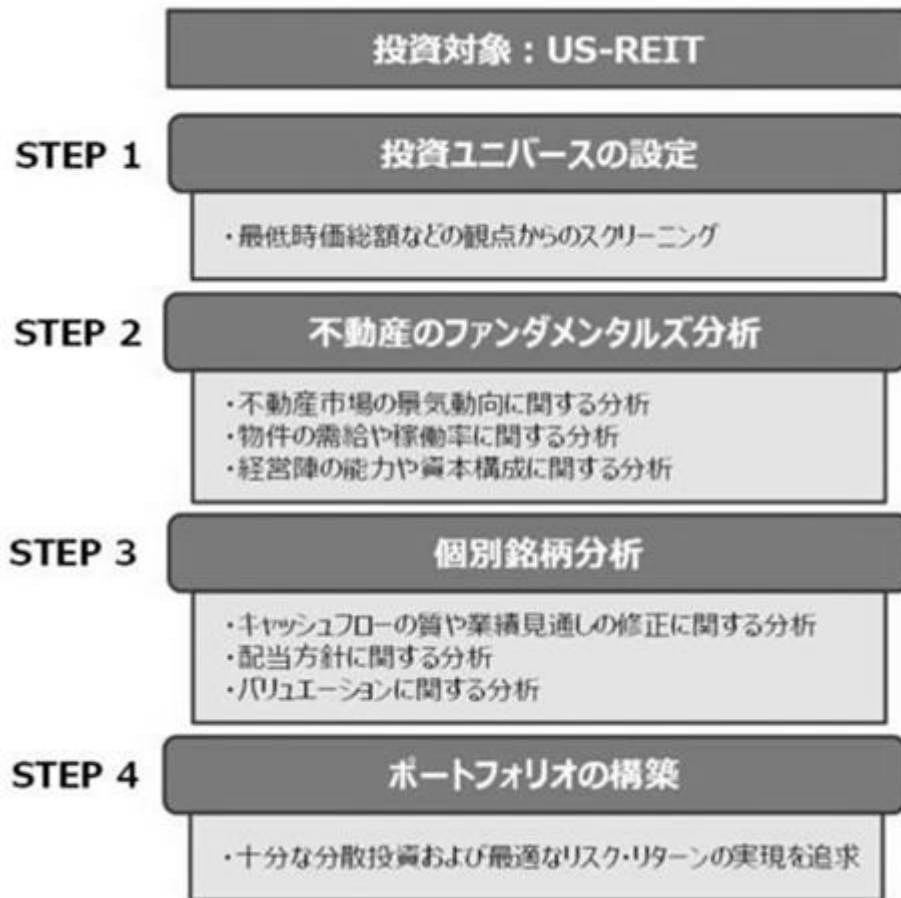 投資対象：US-REIT
STEP 1
投資ユニバースの設定
・最低時価総額などの観点からのスクリーニング
STEP 2
不動産のファンダメンタルズ分析
・不動産市場の景気動向に関する分析
・物件の需給や稼働率に関する分析
・経営陣の能力や資本構成に関する分析
STEP 3
個別銘柄分析
・キャッシュフローの質や業績見通しの修正に関する分析
・配当方針に関する分析
・バリュエーションに関する分析
STEP 4
ポートフォリオの構築
・十分な分散投資および最適なリスク・リターンの実現を追求